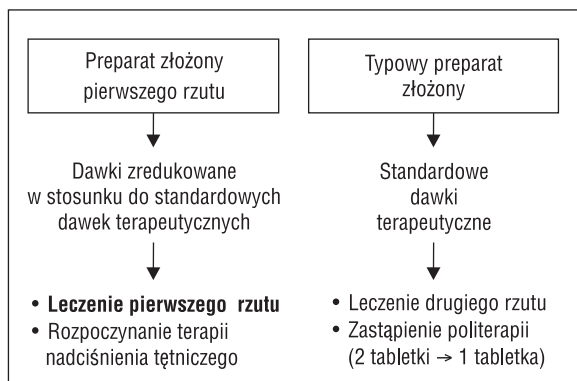 Preparat złożony
pierwszego rzutu
Dawki zredukowane
w stosunku do standardowych
dawek terapeutycznych
• Leczenie pierwszego rzutu
• Rozpoczynanie terapii
nadciśnienia tętniczego
Typowy preparat
złożony
Standardowe
dawki
terapeutyczne
• Leczenie drugiego rzutu
• Zastąpienie politerapii
(2 tabletki → 1 tabletka)